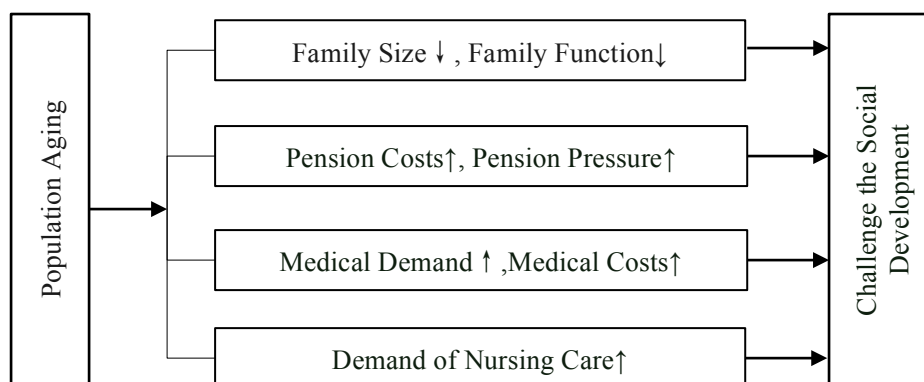 Population Aging
Family Size ↓ , Family Function↓
Pension Costs↑, Pension Pressure↑
Medical Demand ↑ ,Medical Costs↑
Demand of Nursing Care↑
Challenge the Social
Development